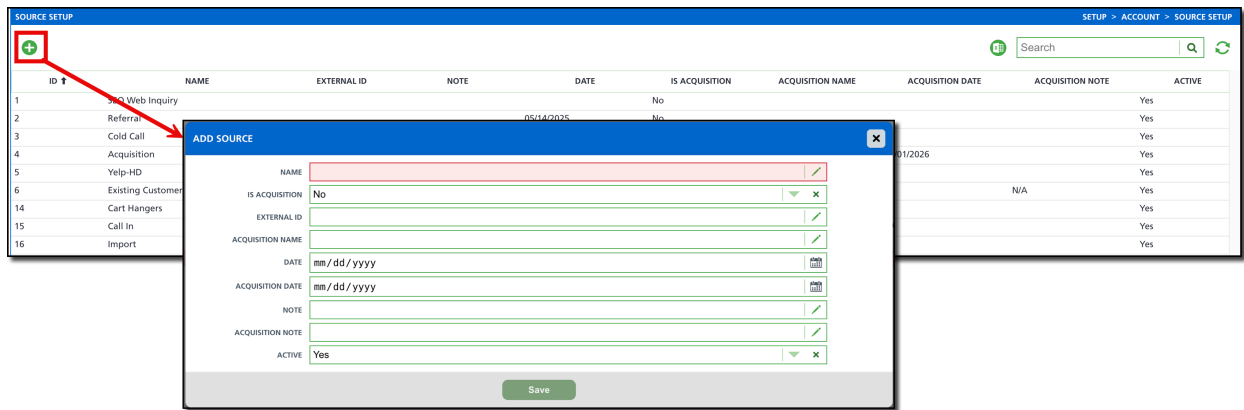 SOURCE SETUP SETUP > ACCOUNT > SOURCE SETUP
Search
ID NAME EXTERNAL ID NOTE DATE IS ACQUISITION ACQUISITION NAME ACQUISITION DATE ACQUISITION NOTE ACTIVE
1 SEO Web Inquiry No Yes
2 Referral 05/14/2025 No Yes
3 Cold Call Yes
4 Acquisition /01/2026 Yes
5 Yelp-HD Yes
6 Existing Customer N/A Yes
14 Cart Hangers Yes
15 Call In Yes
16 Import Yes
ADD SOURCE
NAME
IS ACQUISITION No
EXTERNAL ID
ACQUISITION NAME
DATE mm/dd/yyyy
ACQUISITION DATE mm/dd/yyyy
NOTE
ACQUISITION NOTE
ACTIVE Yes
Save